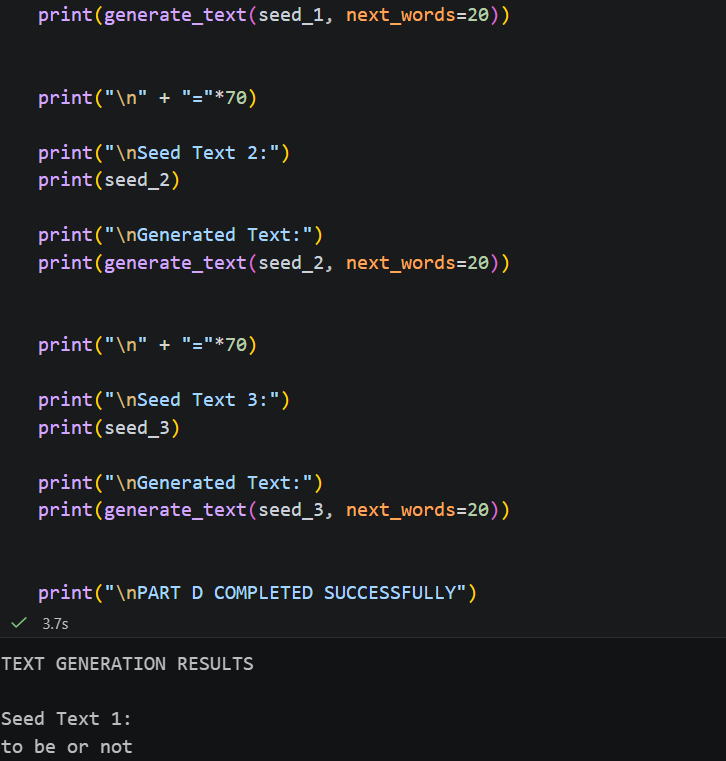 print(generate_text(seed_1, next_words=20))
print("\n" + "="*70)
print("\nSeed Text 2:")
print(seed_2)
print("\nGenerated Text:")
print(generate_text(seed_2, next_words=20))
print("\n" + "="*70)
print("\nSeed Text 3:")
print(seed_3)
print("\nGenerated Text:")
print(generate_text(seed_3, next_words=20))
print("\nPART D COMPLETED SUCCESSFULLY")
3.7s
TEXT GENERATION RESULTS
Seed Text 1:
to be or not